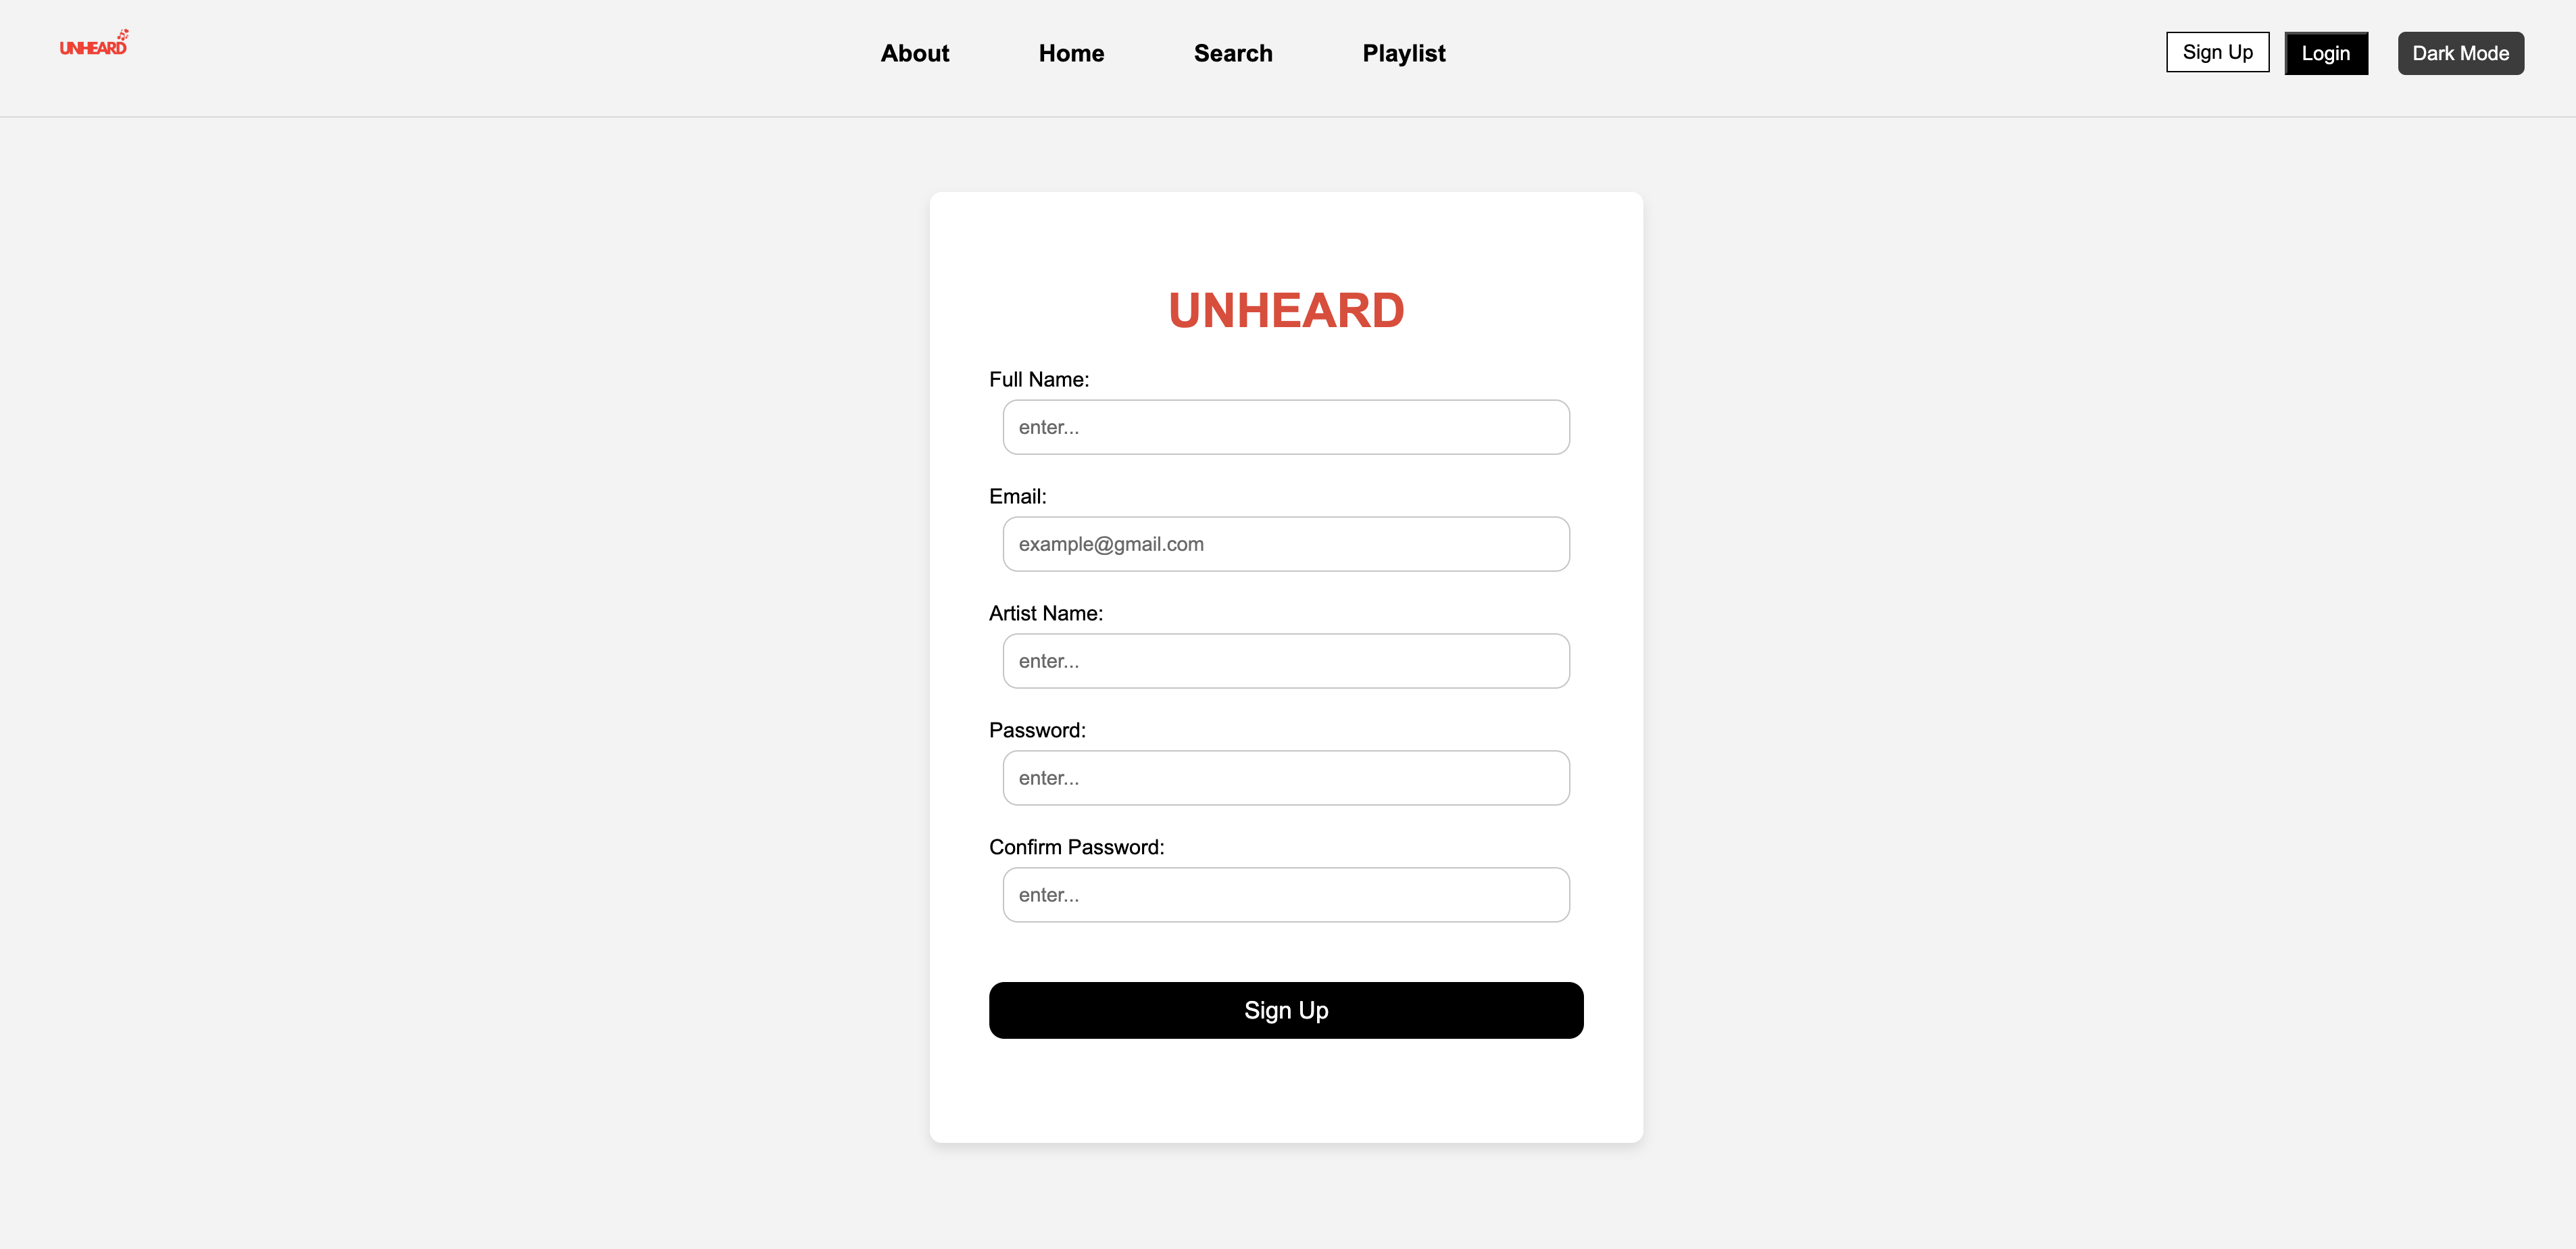 UNHEARD
About Home Search Playlist
Sign Up Login Dark Mode
UNHEARD
Full Name:
enter...
Email:
example@gmail.com
Artist Name:
enter...
Password:
enter...
Confirm Password:
enter...
Sign Up